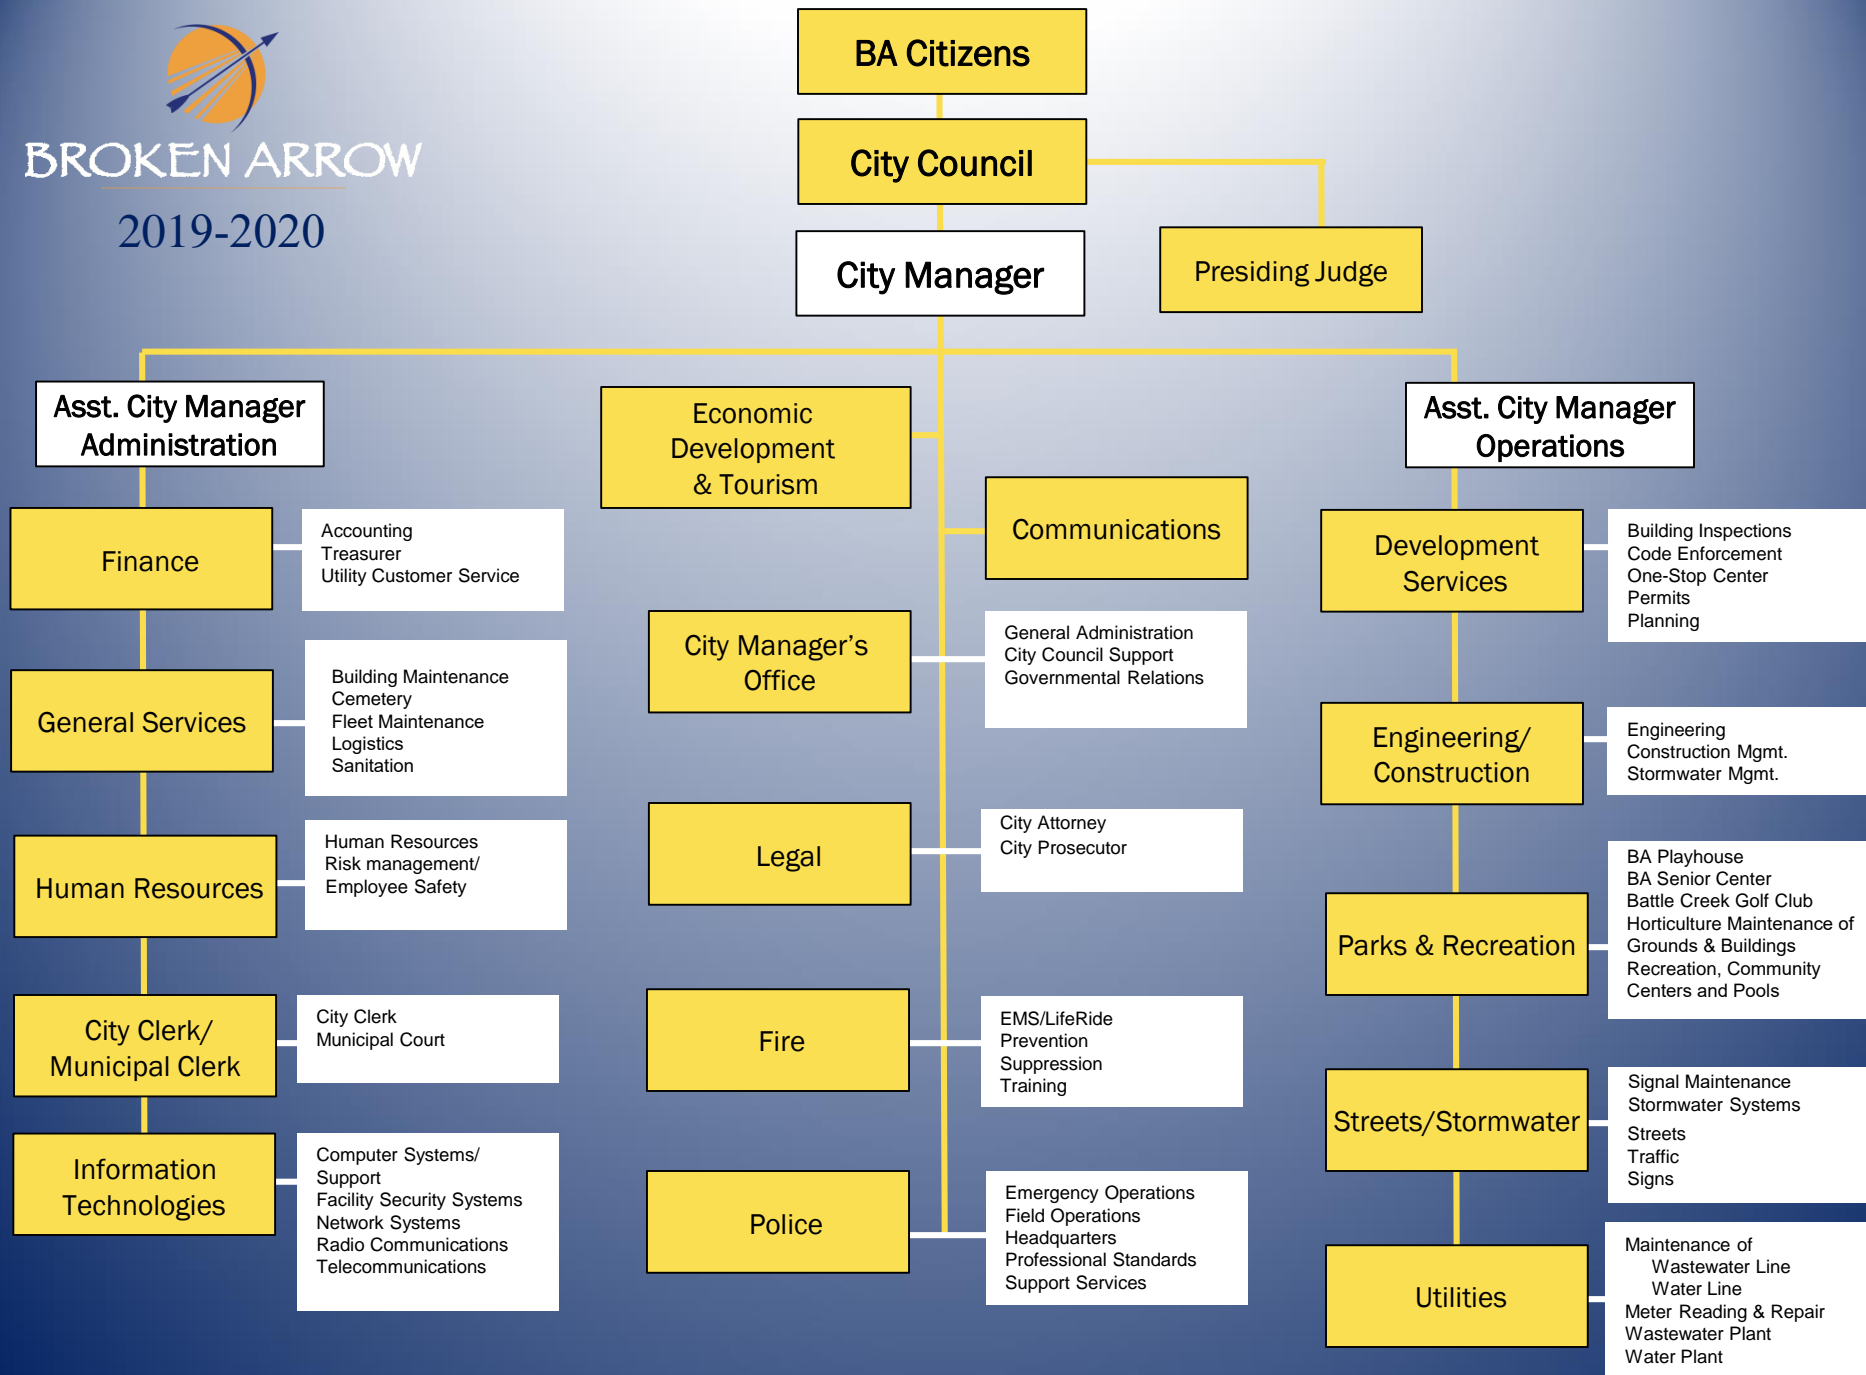 BROKEN ARROW
2019-2020
BA Citizens
City Council
City Manager
Presiding Judge
Asst. City Manager
Administration
Finance
Accounting
Treasurer
Utility Customer Service
General Services
Building Maintenance
Cemetery
Fleet Maintenance
Logistics
Sanitation
Human Resources
Human Resources
Risk management/
Employee Safety
City Clerk/
Municipal Clerk
City Clerk
Municipal Court
Information
Technologies
Computer Systems/
Support
Facility Security Systems
Network Systems
Radio Communications
Telecommunications
Economic
Development
& Tourism
Communications
City Manager’s
Office
General Administration
City Council Support
Governmental Relations
Legal
City Attorney
City Prosecutor
Fire
EMS/LifeRide
Prevention
Suppression
Training
Police
Emergency Operations
Field Operations
Headquarters
Professional Standards
Support Services
Asst. City Manager
Operations
Development
Services
Building Inspections
Code Enforcement
One-Stop Center
Permits
Planning
Engineering/
Construction
Engineering
Construction Mgmt.
Stormwater Mgmt.
Parks & Recreation
BA Playhouse
BA Senior Center
Battle Creek Golf Club
Horticulture Maintenance of
Grounds & Buildings
Recreation, Community
Centers and Pools
Streets/Stormwater
Signal Maintenance
Stormwater Systems
Streets
Traffic
Signs
Utilities
Maintenance of
Wastewater Line
Water Line
Meter Reading & Repair
Wastewater Plant
Water Plant